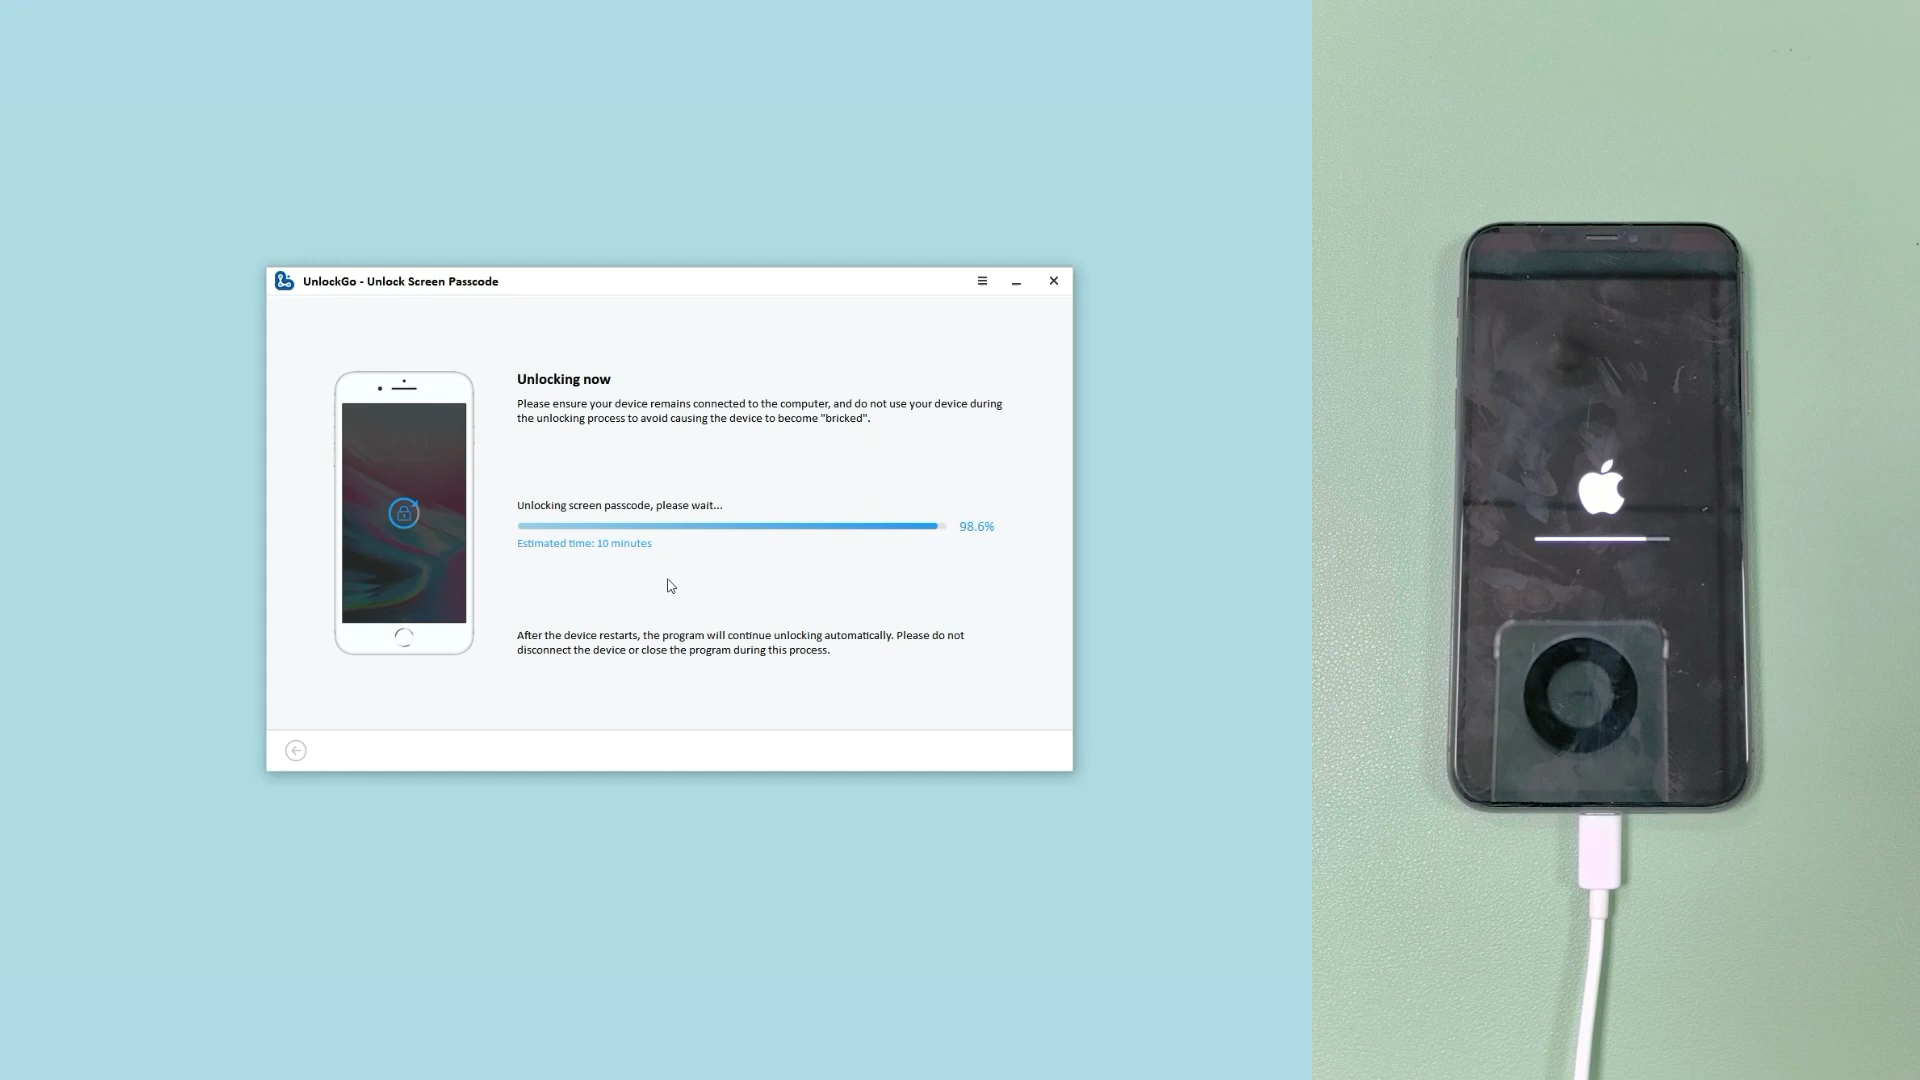 UnlockGo - Unlock Screen Passcode
Unlocking now
Please ensure your device remains connected to the computer, and do not use your device during
the unlocking process to avoid causing the device to become "bricked".
Unlocking screen passcode, please wait...
98.6%
Estimated time: 10 minutes
After the device restarts, the program will continue unlocking automatically. Please do not
disconnect the device or close the program during this process.